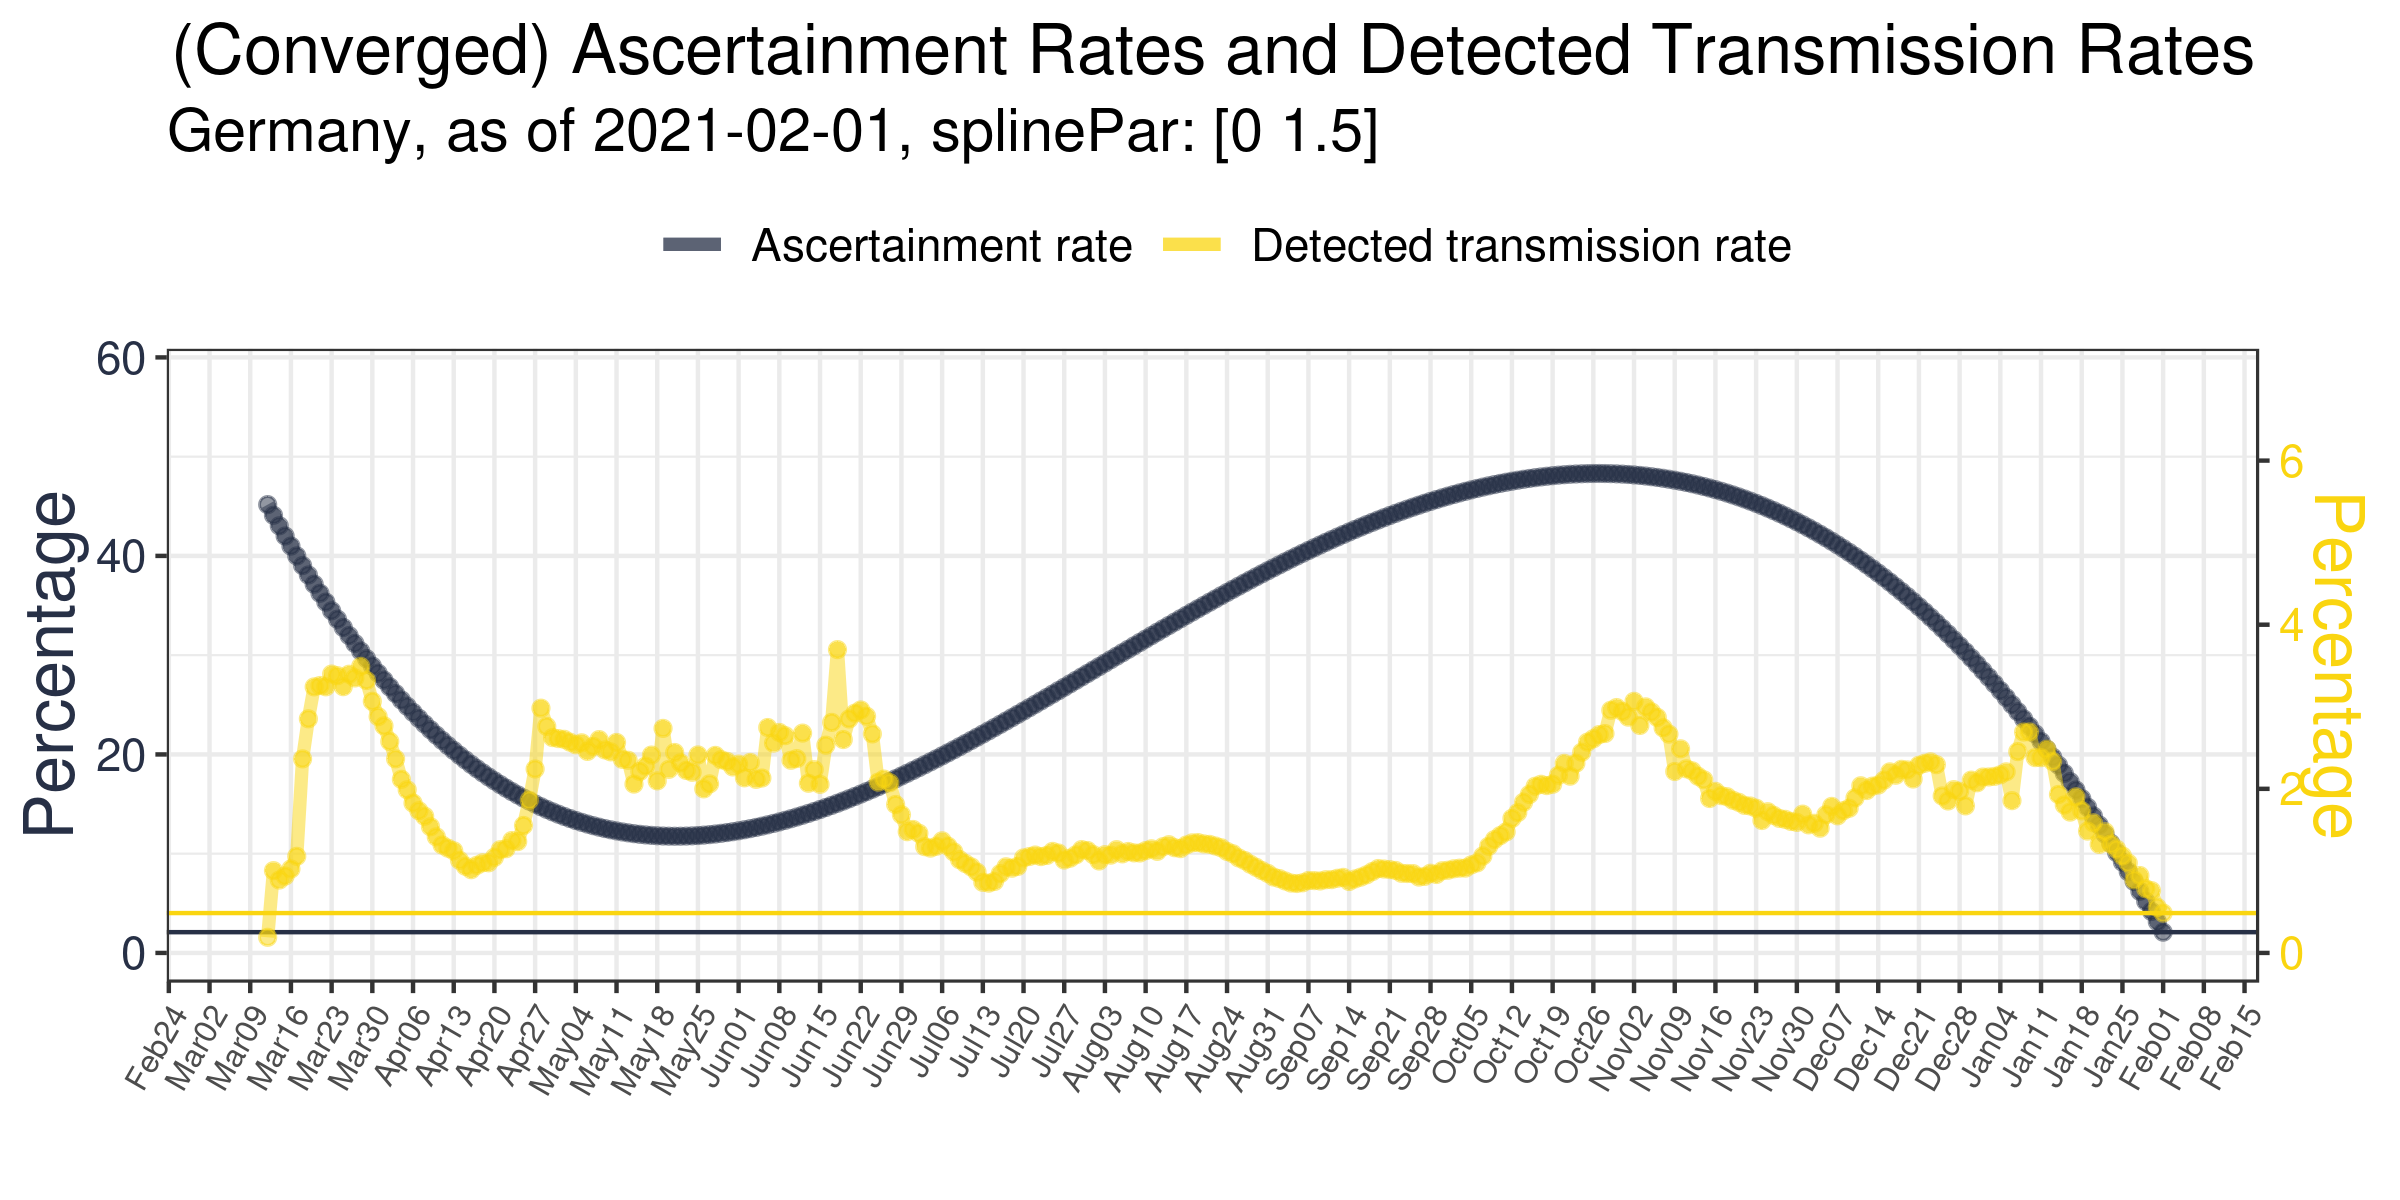 (Converged) Ascertainment Rates and Detected Transmission Rates
Germany, as of 2021-02-01, splinePar: [0 1.5]
Ascertainment rate Detected transmission rate
Percentage
60
40
20
0
6
4
2
0
Percentage
Feb24 Mar02 Mar09 Mar16 Mar23 Mar30 Apr06 Apr13 Apr20 Apr27 May04 May11 May18 May25 Jun01 Jun08 Jun15 Jun22 Jun29 Jul06 Jul13 Jul20 Jul27 Aug03 Aug10 Aug17 Aug24 Aug31 Sep07 Sep14 Sep21 Sep28 Oct05 Oct12 Oct19 Oct26 Nov02 Nov09 Nov16 Nov23 Nov30 Dec07 Dec14 Dec21 Dec28 Jan04 Jan11 Jan18 Jan25 Feb01 Feb08 Feb15